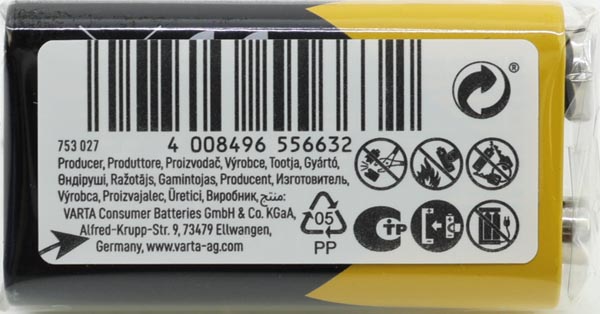 ®
753 027
4 008496 556632
Producer, Produttore, Proizvodač, Výrobce, Tootja, Gyártó,
Өндіруші, Ražotājs, Gamintojas, Producent, Изготовитель,
Výrobca, Proizvajalec, Üretici, Виробник, :منتج
VARTA Consumer Batteries GmbH & Co. KGaA,
Alfred-Krupp-Str. 9, 73479 Ellwangen,
Germany, www.varta-ag.com
05
PP